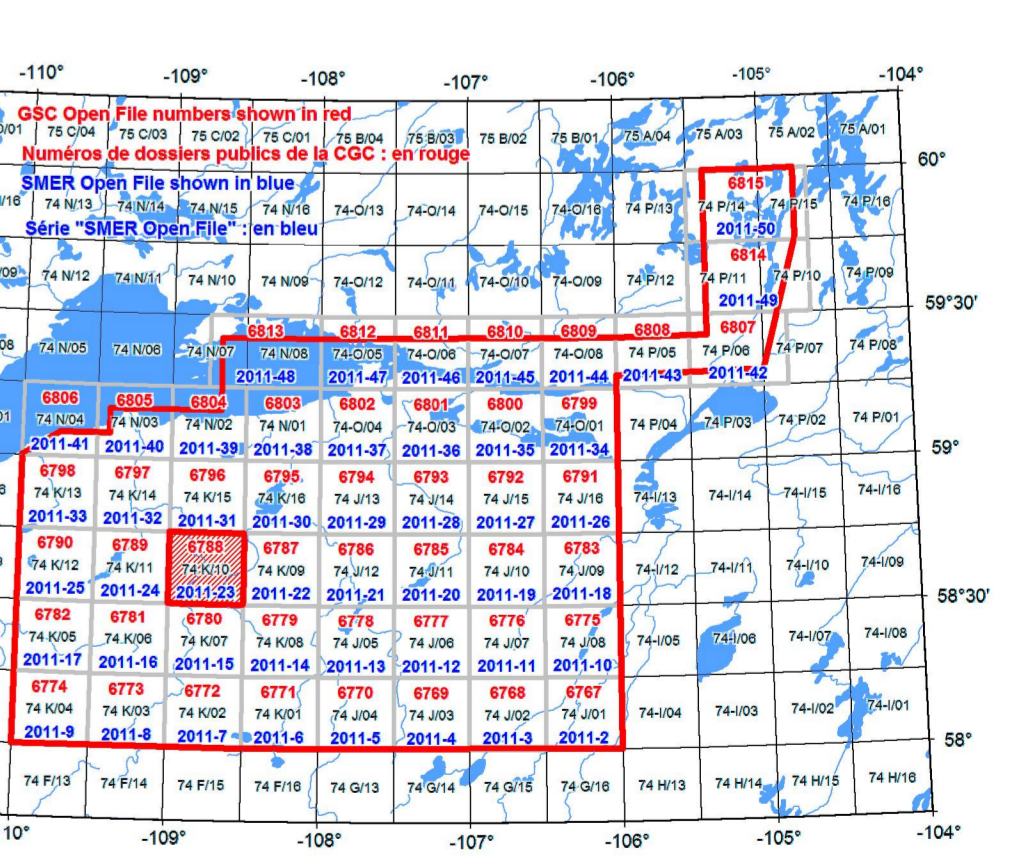 -110° -109° -108° -107° -106° -105° -104°
GSC Open File numbers shown in red
/01 75 C/04 75 C/03 75 C/02 75 C/01 75 B/04 75 B/03 75 B/02 75 B/01 75 A/04 75 A/03 75 A/02 75 A/01
Numéros de dossiers publics de la CGC : en rouge
60°
SMER Open File shown in blue
6815
/16 74 N/13 74 N/14 74 N/15 74 N/16 74-O/13 74-O/14 74-O/15 74-O/16 74 P/13 74 P/14 74 P/15 74 P/16
Série "SMER Open File" : en bleu
2011-50
6814
/09 74 N/12 74 N/11 74 N/10 74 N/09 74-O/12 74-O/11 74-O/10 74-O/09 74 P/12 74 P/11 74 P/10 74 P/09
2011-49
59°30'
6813 6812 6811 6810 6809 6808 6807
08 74 N/05 74 N/06 74 N/07 74 N/08 74-O/05 74-O/06 74-O/07 74-O/08 74 P/05 74 P/06 74 P/07 74 P/08
2011-48 2011-47 2011-46 2011-45 2011-44 2011-43 2011-42
6806 6805 6804 6803 6802 6801 6800 6799
01 74 N/04 74 N/03 74 N/02 74 N/01 74-O/04 74-O/03 74-O/02 74-O/01 74 P/04 74 P/03 74 P/02 74 P/01
2011-41 2011-40 2011-39 2011-38 2011-37 2011-36 2011-35 2011-34
59°
6798 6797 6796 6795 6794 6793 6792 6791
74 K/13 74 K/14 74 K/15 74 K/16 74 J/13 74 J/14 74 J/15 74 J/16 74-I/13 74-I/14 74-I/15 74-I/16
2011-33 2011-32 2011-31 2011-30 2011-29 2011-28 2011-27 2011-26
6790 6789 6788 6787 6786 6785 6784 6783
74 K/12 74 K/11 74 K/10 74 K/09 74 J/12 74 J/11 74 J/10 74 J/09 74-I/12 74-I/11 74-I/10 74-I/09
2011-25 2011-24 2011-23 2011-22 2011-21 2011-20 2011-19 2011-18
58°30'
6782 6781 6780 6779 6778 6777 6776 6775
74 K/05 74 K/06 74 K/07 74 K/08 74 J/05 74 J/06 74 J/07 74 J/08 74-I/05 74-I/06 74-I/07 74-I/08
2011-17 2011-16 2011-15 2011-14 2011-13 2011-12 2011-11 2011-10
6774 6773 6772 6771 6770 6769 6768 6767
74 K/04 74 K/03 74 K/02 74 K/01 74 J/04 74 J/03 74 J/02 74 J/01 74-I/04 74-I/03 74-I/02 74-I/01
2011-9 2011-8 2011-7 2011-6 2011-5 2011-4 2011-3 2011-2
58°
74 F/13 74 F/14 74 F/15 74 F/16 74 G/13 74 G/14 74 G/15 74 G/16 74 H/13 74 H/14 74 H/15 74 H/16
10° -109° -108° -107° -106° -105° -104°